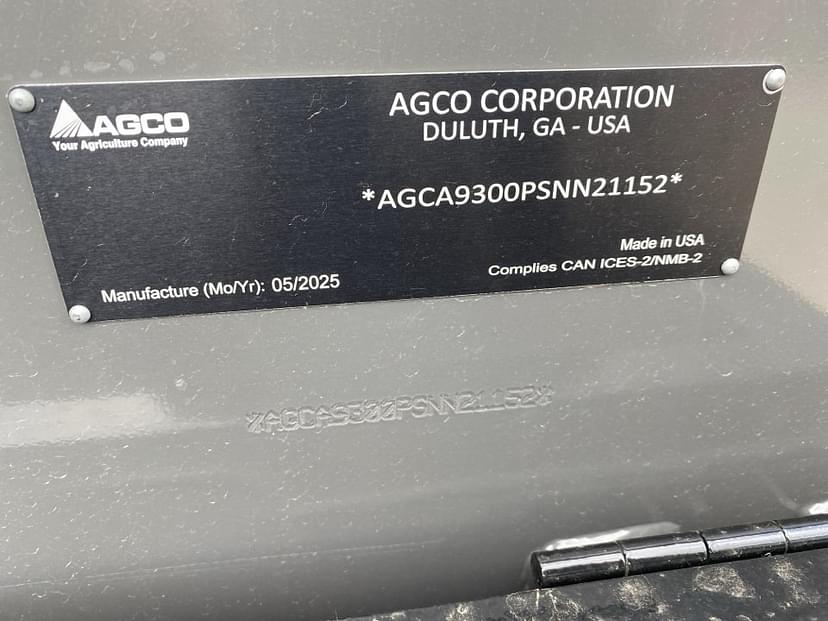 AGCO
Your Agriculture Company
AGCO CORPORATION
DULUTH, GA - USA
*AGCA9300PSNN21152*
Made in USA
Complies CAN ICES-2/NMB-2
Manufacture (Mo/Yr): 05/2025
*AGCA9300PSNN21152*